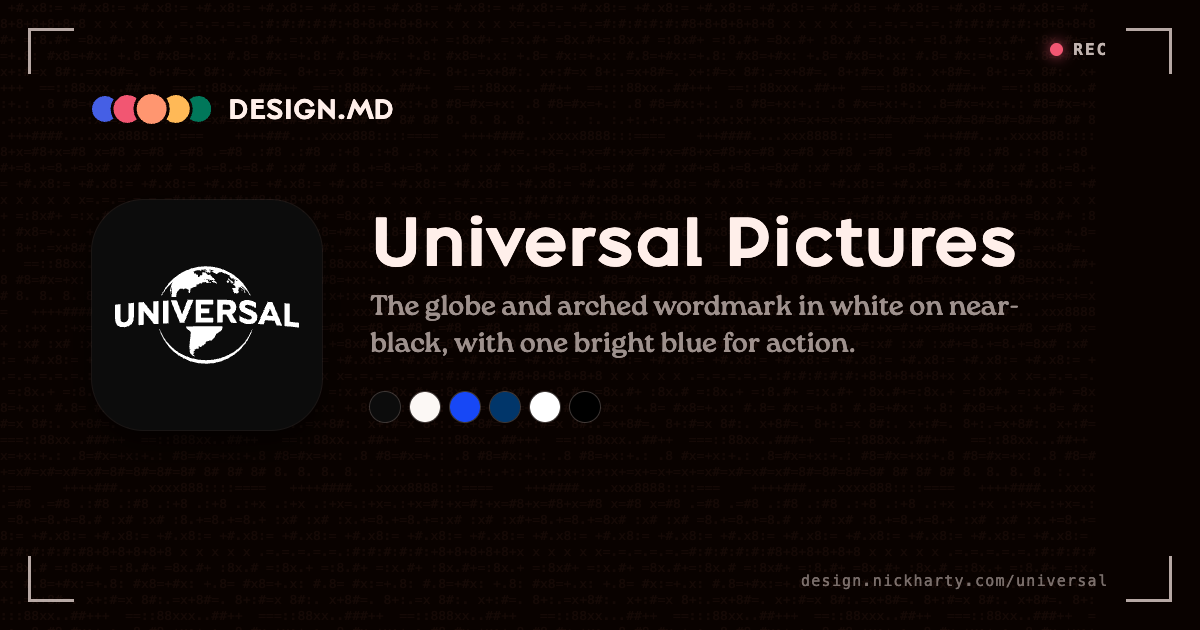 REC
DESIGN.MD
UNIVERSAL
Universal Pictures
The globe and arched wordmark in white on near-
black, with one bright blue for action.
design.nickharty.com/universal